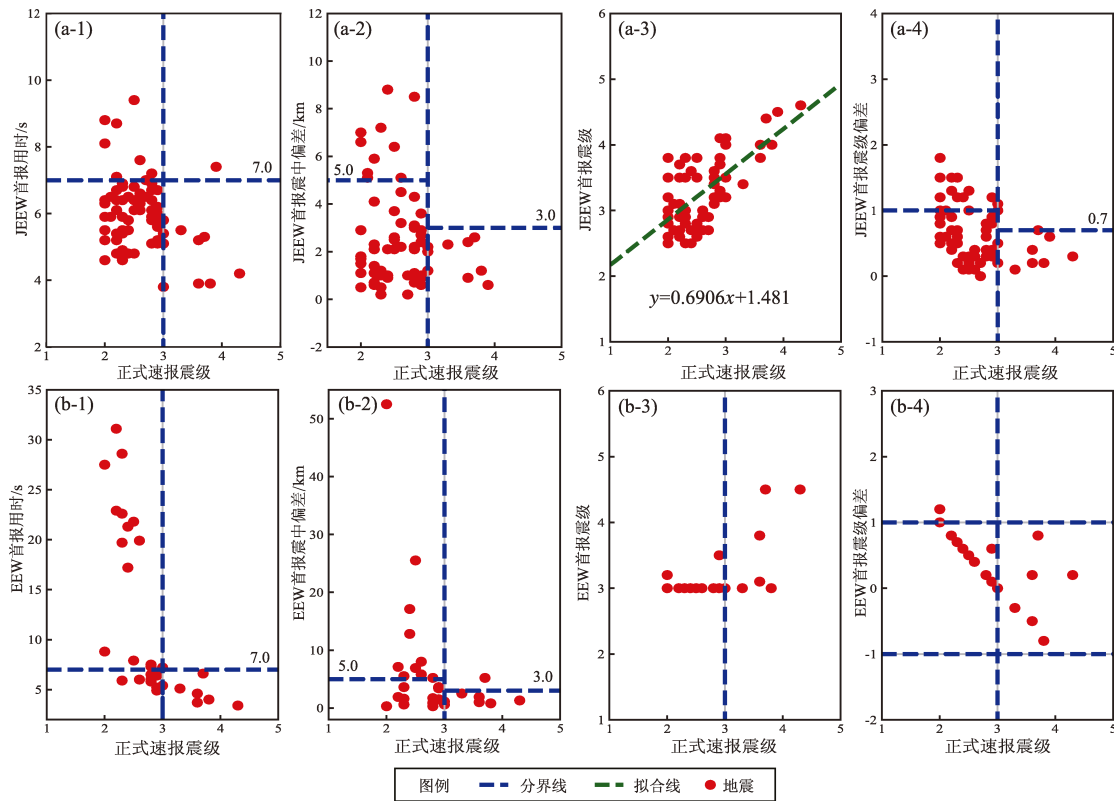 (a-1)
JEEW首报用时/s
12
10
8
6
4
2
7.0
1 2 3 4 5
正式速报震级
(a-2)
JEEW首报震中偏差/km
12
10
8
6
4
2
0
-2
5.0
3.0
1 2 3 4 5
正式速报震级
(a-3)
JEEW首报震级
6
5
4
3
2
1
y=0.6906x+1.481
1 2 3 4 5
正式速报震级
(a-4)
JEEW首报震级偏差
4
3
2
1
0
-1
0.7
1 2 3 4 5
正式速报震级
(b-1)
EEW首报用时/s
35
30
25
20
15
10
5
7.0
1 2 3 4 5
正式速报震级
(b-2)
EEW首报震中偏差/km
50
40
30
20
10
0
5.0
3.0
1 2 3 4 5
正式速报震级
(b-3)
EEW首报震级
6
5
4
3
2
1
1 2 3 4 5
正式速报震级
(b-4)
EEW首报震级偏差
3
2
1
0
-1
-2
1 2 3 4 5
正式速报震级
图例 分界线 拟合线 地震